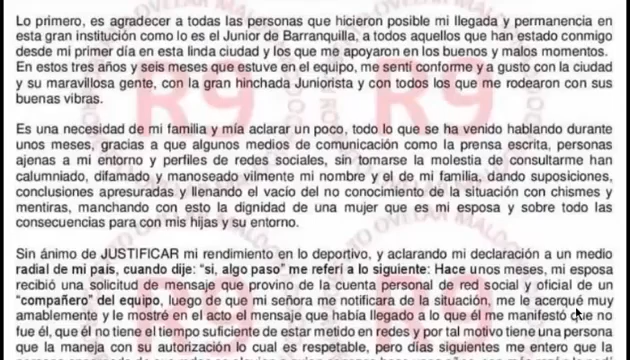 Lo primero, es agradecer a todas las personas que hicieron posible mi llegada y permanencia en
esta gran institución como lo es el Junior de Barranquilla, a todos aquellos que han estado conmigo
desde mi primer día en esta linda ciudad y los que me apoyaron en los buenos y malos momentos.
En estos tres años y seis meses que estuve en el equipo, me sentí conforme y a gusto con la ciudad
y su maravillosa gente, con la gran hinchada Juniorista y con todos los que me rodearon con sus
buenas vibras.
Es una necesidad de mi familia y mía aclarar un poco, todo lo que se ha venido hablando durante
unos meses, gracias a que algunos medios de comunicación como la prensa escrita, personas
ajenas a mi entorno y perfiles de redes sociales, sin tomarse la molestia de consultarme han
calumniado, difamado y manoseado vilmente mi nombre y el de mi familia, dando suposiciones,
conclusiones apresuradas y llenando el vacío del no conocimiento de la situación con chismes y
mentiras, manchando con esto la dignidad de una mujer que es mi esposa y sobre todo las
consecuencias para con mis hijas y su entorno.
Sin ánimo de JUSTIFICAR mi rendimiento en lo deportivo, y aclarando mi declaración a un medio
radial de mi país, cuando dije: "si, algo paso" me referí a lo siguiente: Hace unos meses, mi esposa
recibió una solicitud de mensaje que provino de la cuenta personal de red social y oficial de un
"compañero" del equipo, luego de que mi señora me notificara de la situación, me le acerqué muy
amablemente y le mostré en el acto el mensaje que había llegado a lo que él me manifestó que no
fue él, que él no tiene el tiempo suficiente de estar metido en redes y por tal motivo tiene una persona
que la maneja con su autorización lo cual es respetable, pero días siguientes me entero que la
R9
R9
R9